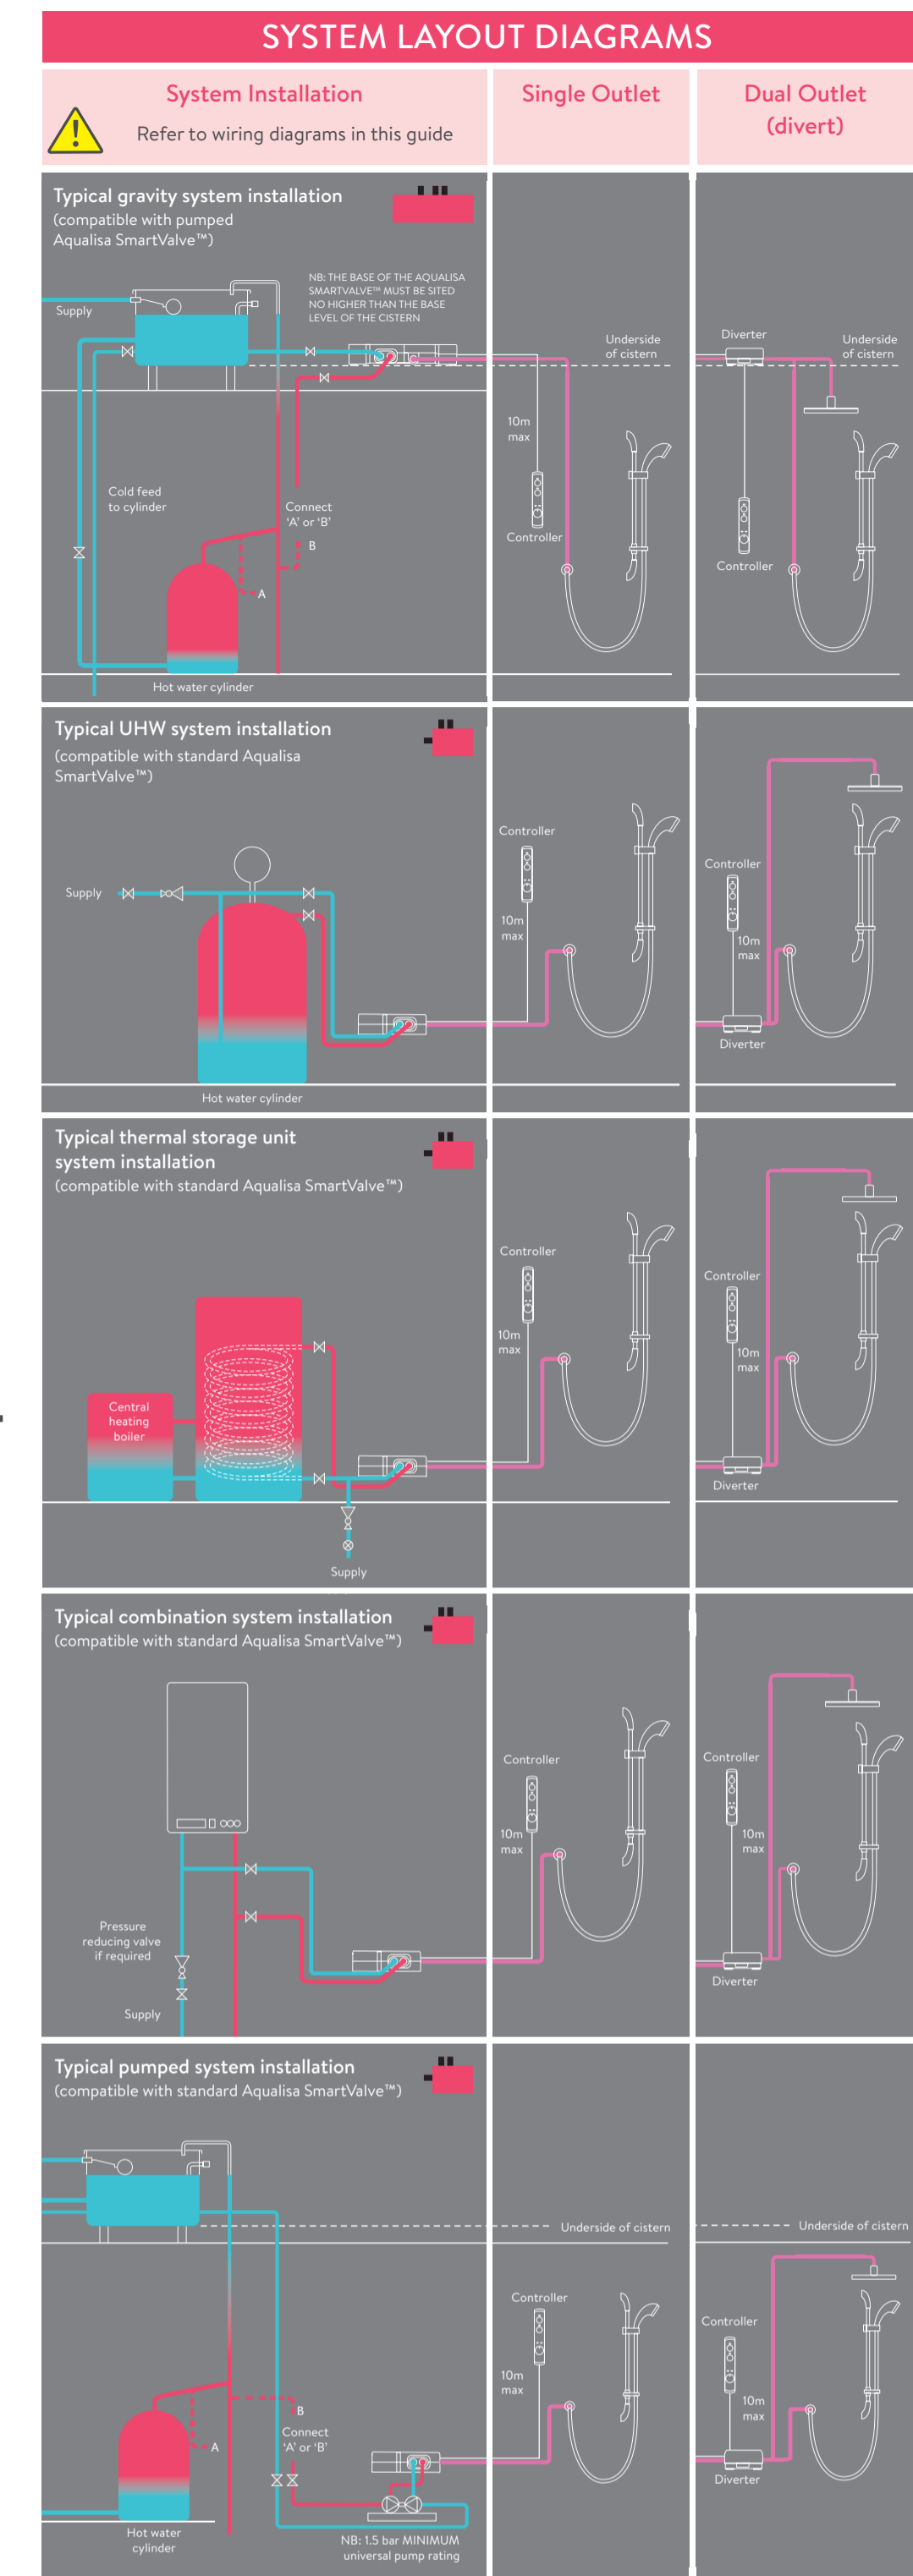 SYSTEM LAYOUT DIAGRAMS
System Installation
Refer to wiring diagrams in this guide
Single Outlet
Dual Outlet
(divert)
Typical gravity system installation
(compatible with pumped
Aqualisa SmartValve™)
NB: THE BASE OF THE AQUALISA
SMARTVALVE™ MUST BE SITED
NO HIGHER THAN THE BASE
LEVEL OF THE CISTERN
Supply
Cold feed
to cylinder
Connect
'A' or 'B'
B
A
Hot water cylinder
Underside
of cistern
10m
max
Controller
Diverter
Underside
of cistern
Controller
Typical UHW system installation
(compatible with standard Aqualisa
SmartValve™)
Supply
Hot water cylinder
Controller
10m
max
Controller
10m
max
Diverter
Typical thermal storage unit
system installation
(compatible with standard Aqualisa SmartValve™)
Central
heating
boiler
Supply
Controller
10m
max
Controller
10m
max
Diverter
Typical combination system installation
(compatible with standard Aqualisa SmartValve™)
Pressure
reducing valve
if required
Supply
Controller
10m
max
Controller
10m
max
Diverter
Typical pumped system installation
(compatible with standard Aqualisa SmartValve™)
B
Connect
'A' or 'B'
A
Hot water
cylinder
NB: 1.5 bar MINIMUM
universal pump rating
Underside of cistern
Controller
10m
max
Underside of cistern
Controller
10m
max
Diverter